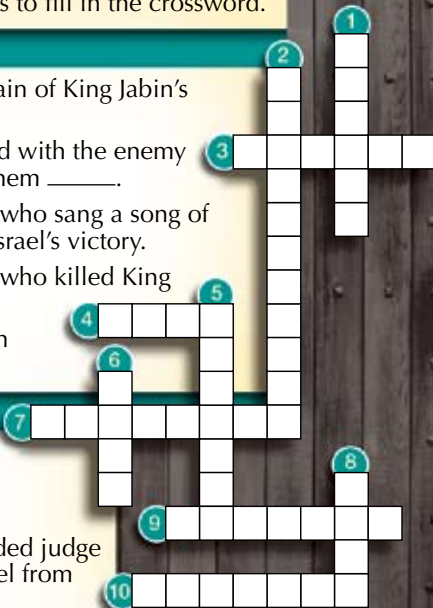 s to fill in the crossword.
1
2
ain of King Jabin's
d with the enemy
3
hem _____.
who sang a song of
srael's victory.
who killed King
5
4
n
6
7
8
9
ded judge
el from
10